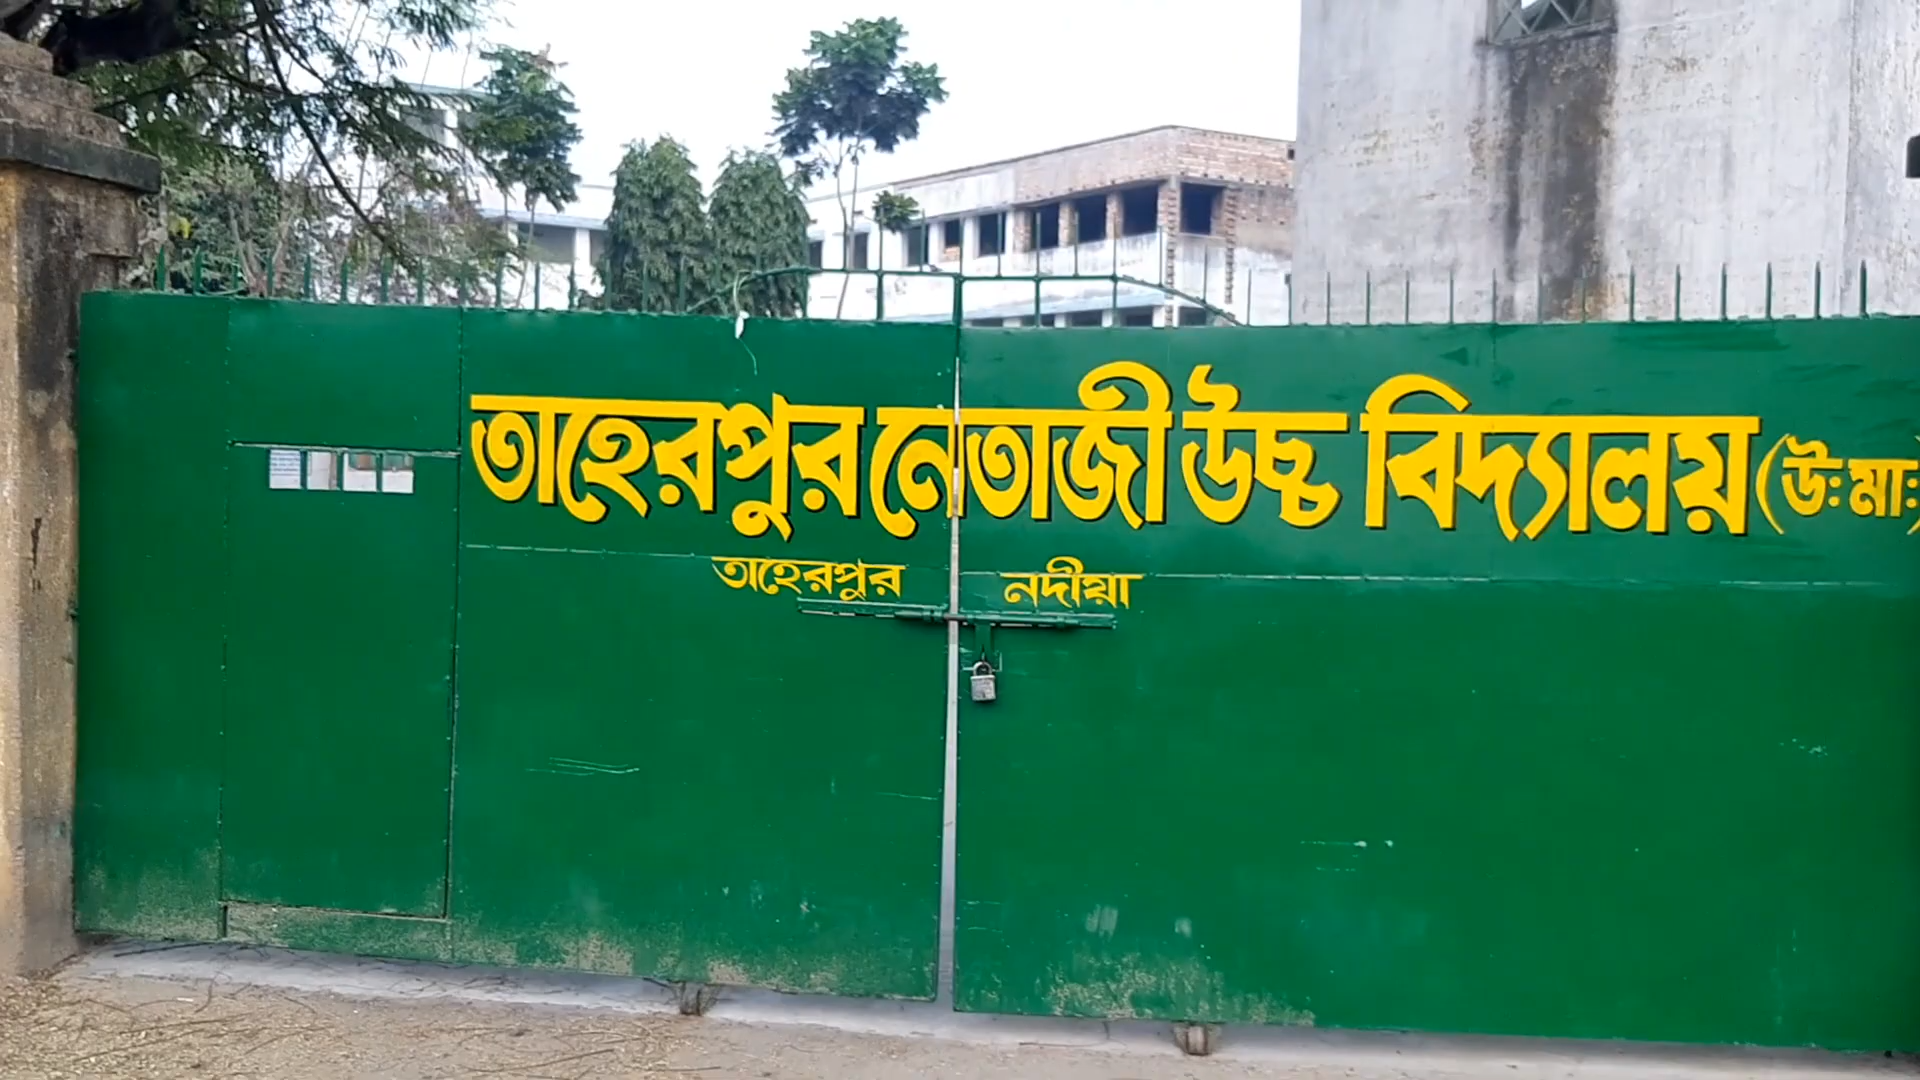 তাহেরপুর নেতাজী উচ্চ বিদ্যালয় (উঃ মাঃ)
তাহেরপুর নদীয়া